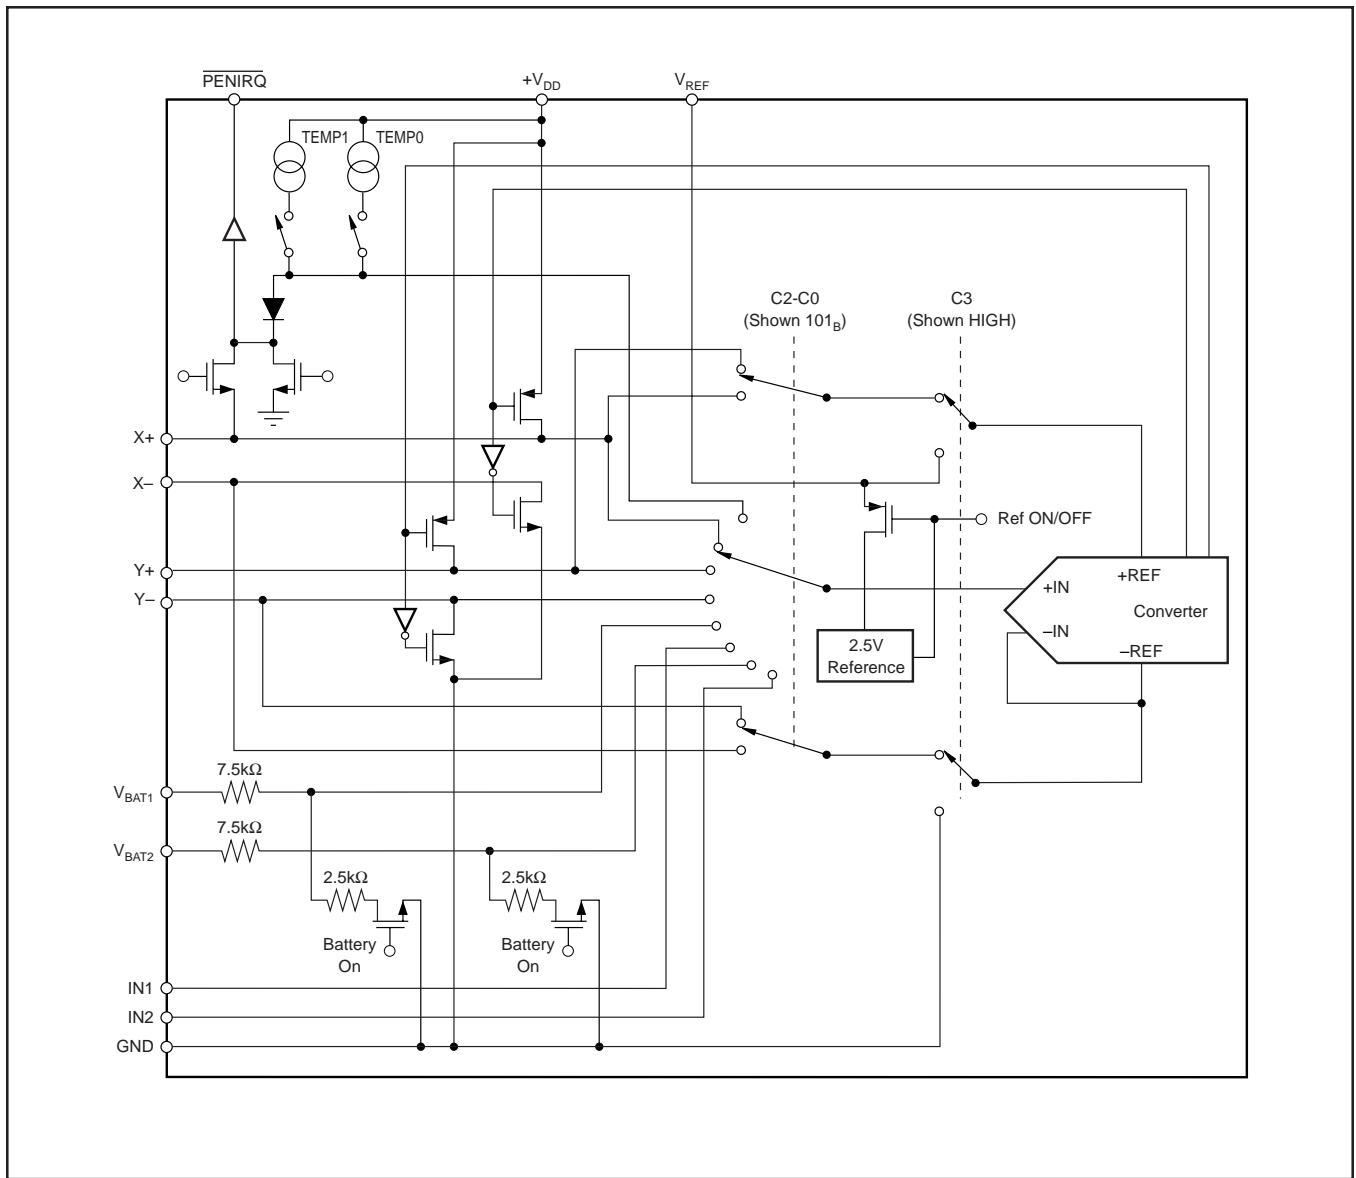 PENIRQ
+VDD
VREF
TEMP1
TEMP0
C2-C0
(Shown 101B)
C3
(Shown HIGH)
X+
X–
Ref ON/OFF
Y+
Y–
+REF
+IN
Converter
–IN
–REF
2.5V
Reference
7.5kΩ
VBAT1
7.5kΩ
VBAT2
2.5kΩ
2.5kΩ
Battery
On
Battery
On
IN1
IN2
GND